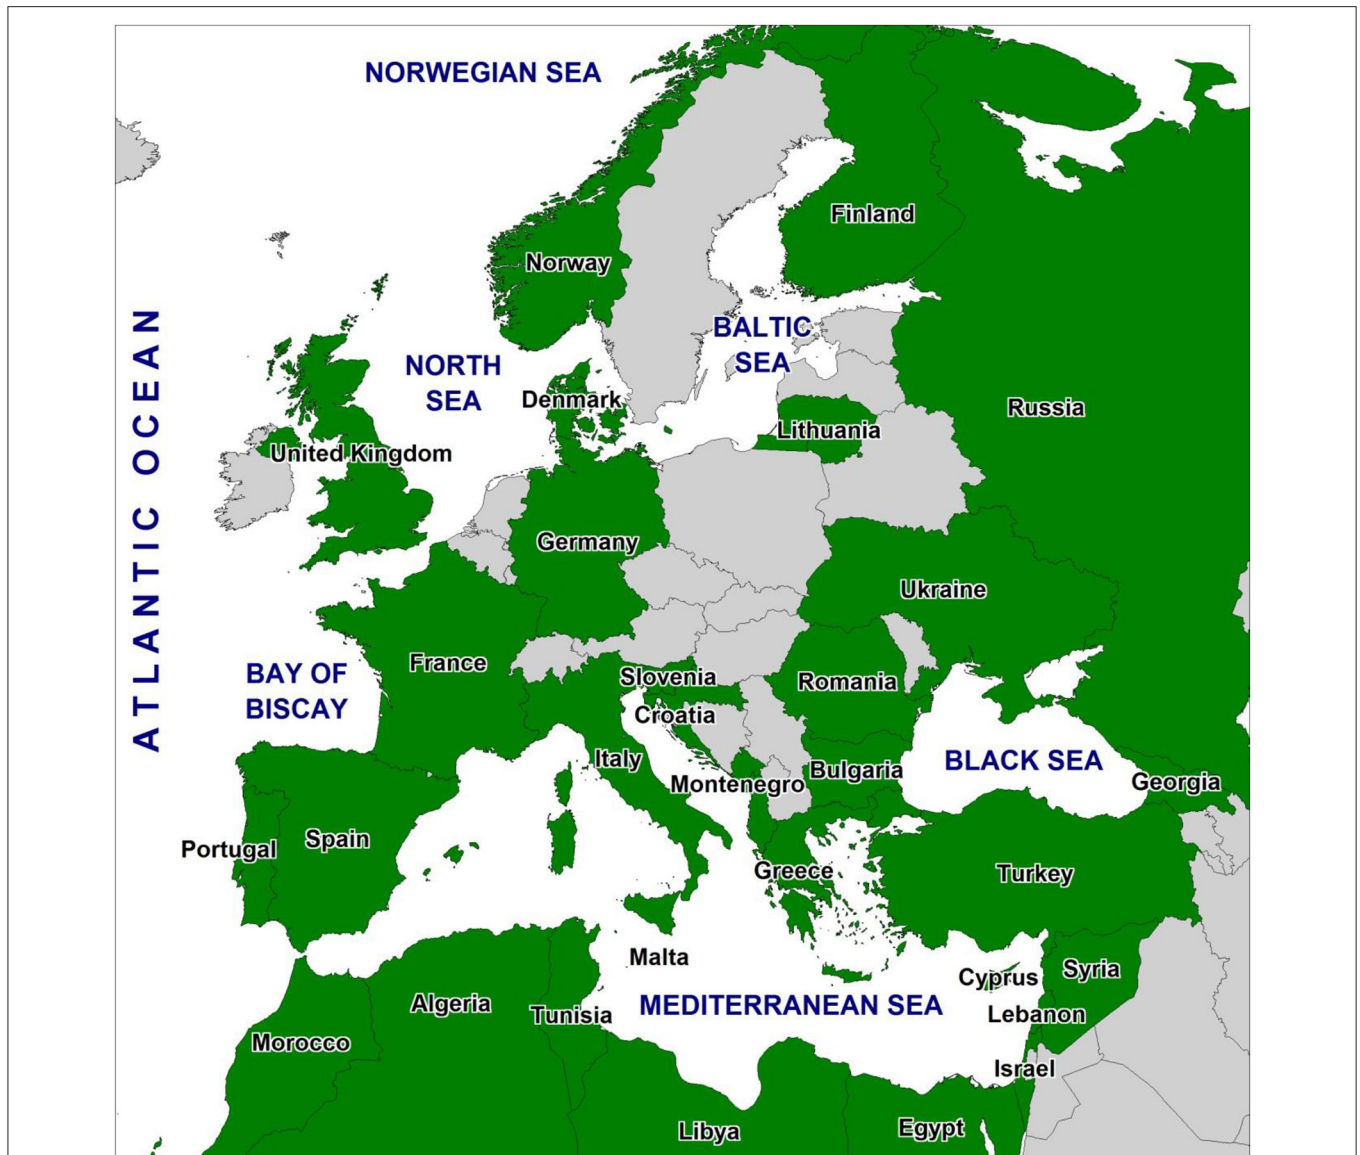 NORWEGIAN SEA
Finland
Norway
ATLANTIC OCEAN
BALTIC
SEA
NORTH
SEA
Denmark
Russia
Lithuania
United Kingdom
Germany
Ukraine
France
BAY OF
BISCAY
Slovenia
Romania
Croatia
Italy
BLACK SEA
Bulgaria
Montenegro
Georgia
Portugal
Spain
Greece
Turkey
Malta
Cyprus
Syria
Algeria
MEDITERRANEAN SEA
Tunisia
Lebanon
Morocco
Israel
Libya
Egypt